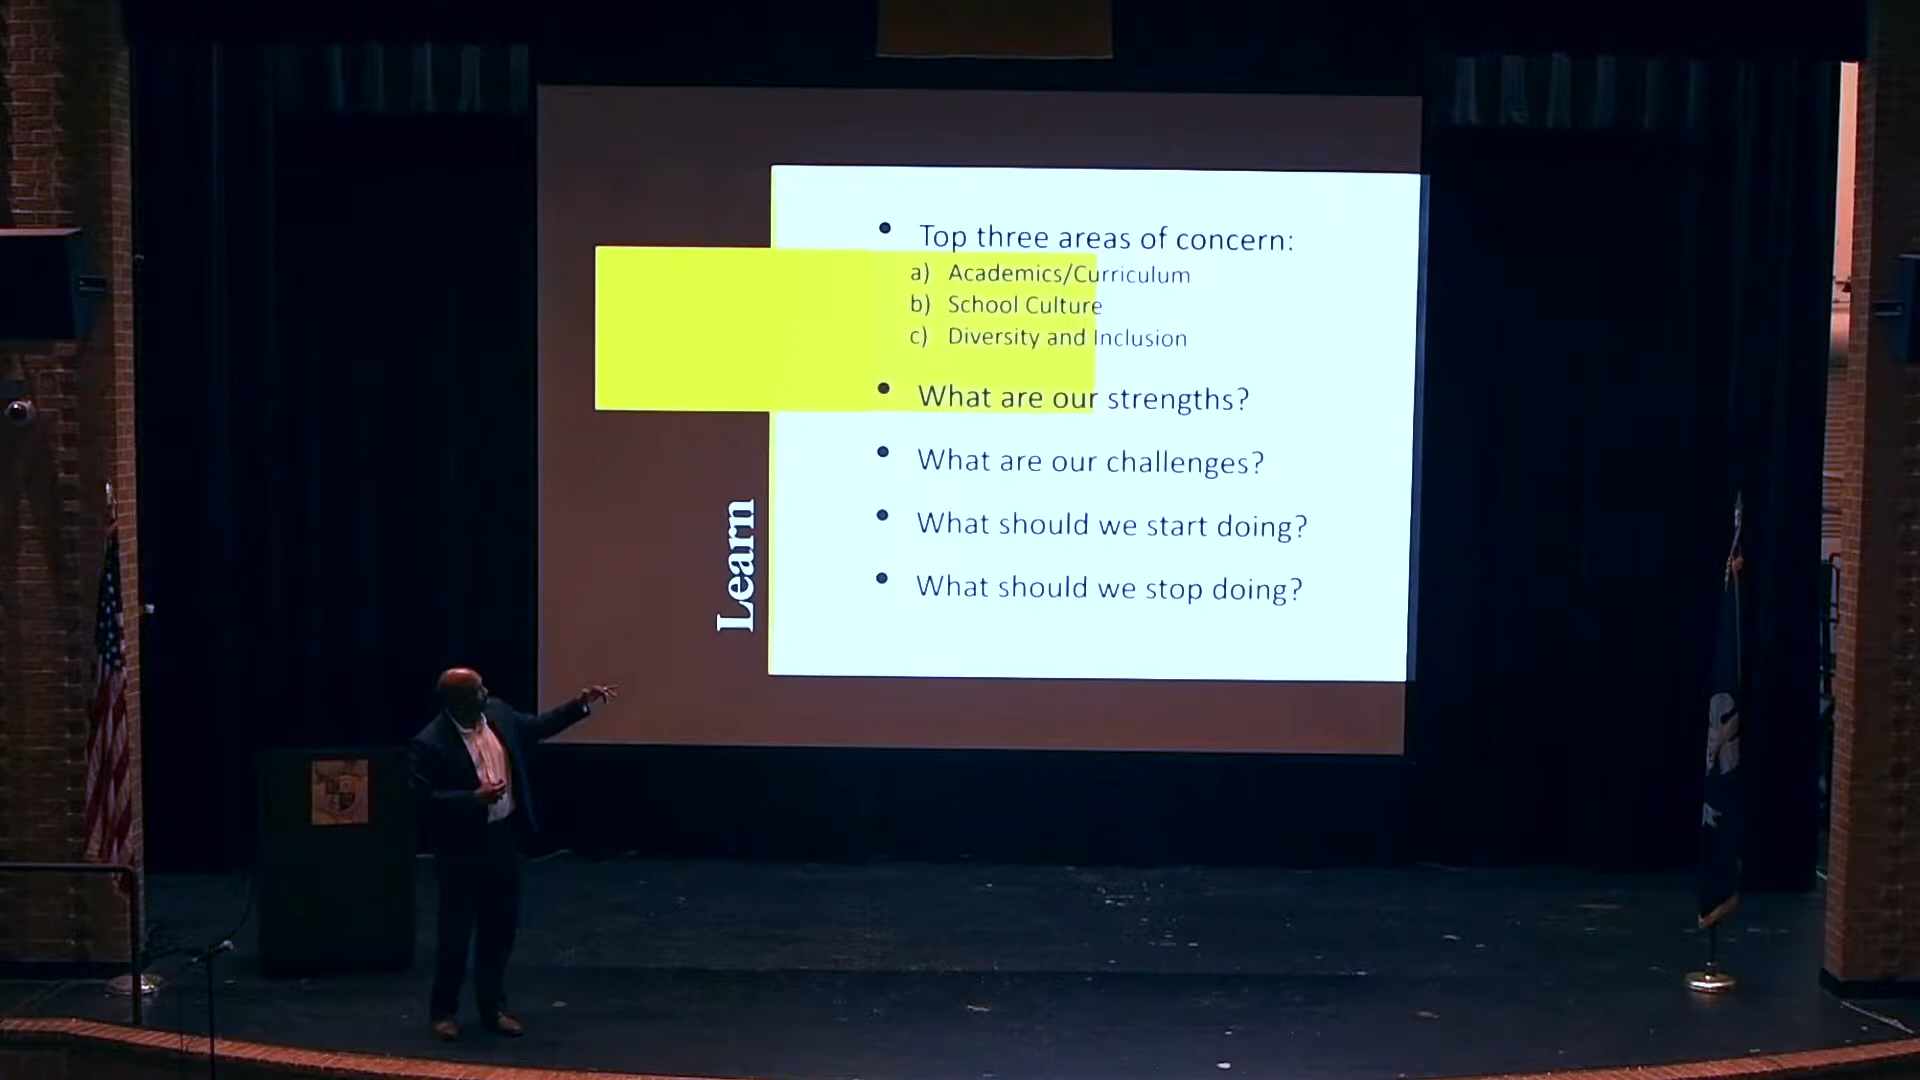 • Top three areas of concern:
a) Academics/Curriculum
b) School Culture
c) Diversity and Inclusion
• What are our strengths?
• What are our challenges?
• What should we start doing?
• What should we stop doing?
Learn